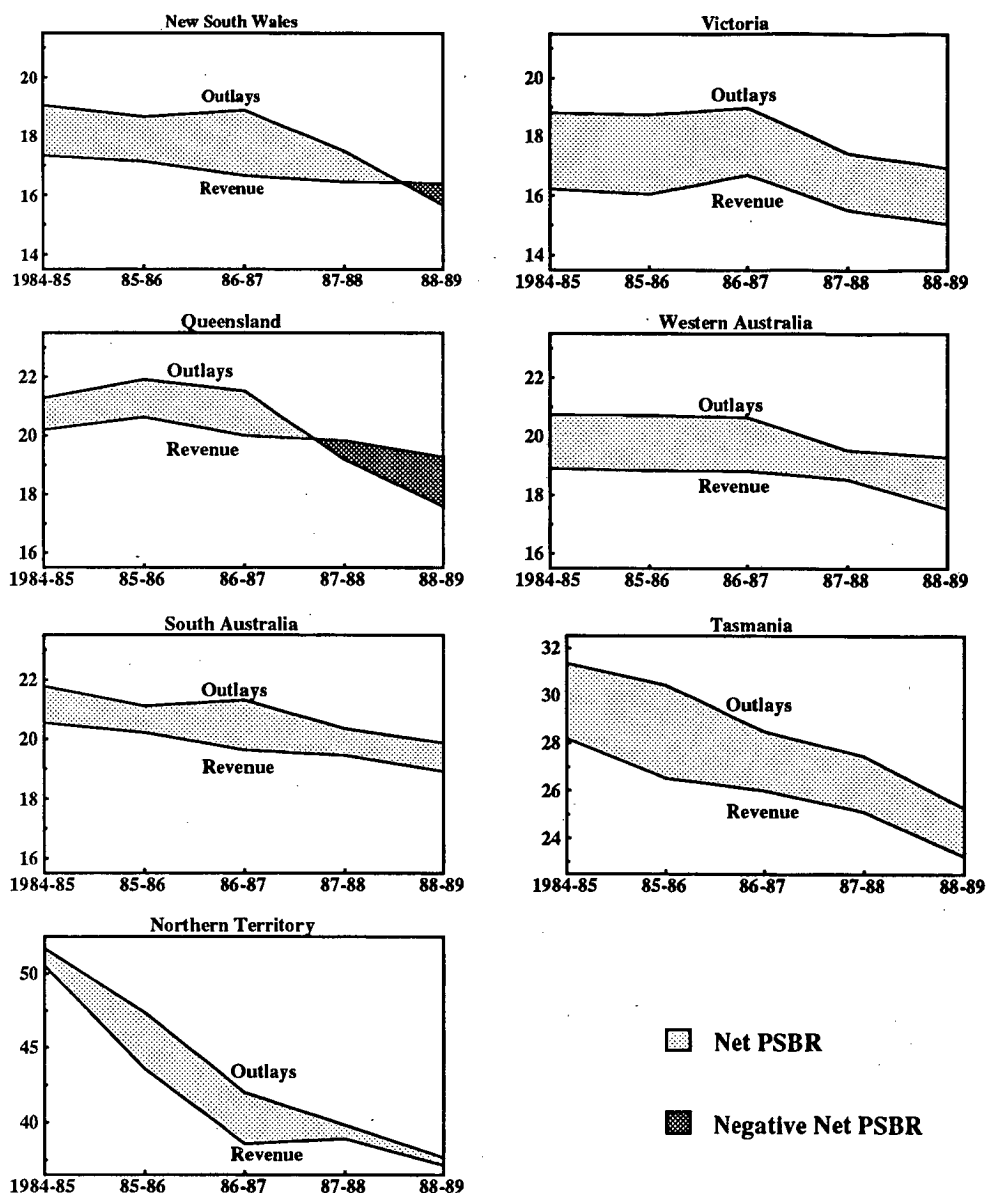 New South Wales
20
18
16
14
Outlays
Revenue
1984-85 85-86 86-87 87-88 88-89
Victoria
20
18
16
14
Outlays
Revenue
1984-85 85-86 86-87 87-88 88-89
Queensland
22
20
18
16
Outlays
Revenue
1984-85 85-86 86-87 87-88 88-89
Western Australia
22
20
18
16
Outlays
Revenue
1984-85 85-86 86-87 87-88 88-89
South Australia
22
20
18
16
Outlays
Revenue
1984-85 85-86 86-87 87-88 88-89
Tasmania
32
30
28
26
24
Outlays
Revenue
1984-85 85-86 86-87 87-88 88-89
Northern Territory
50
45
40
Outlays
Revenue
1984-85 85-86 86-87 87-88 88-89
Net PSBR
Negative Net PSBR